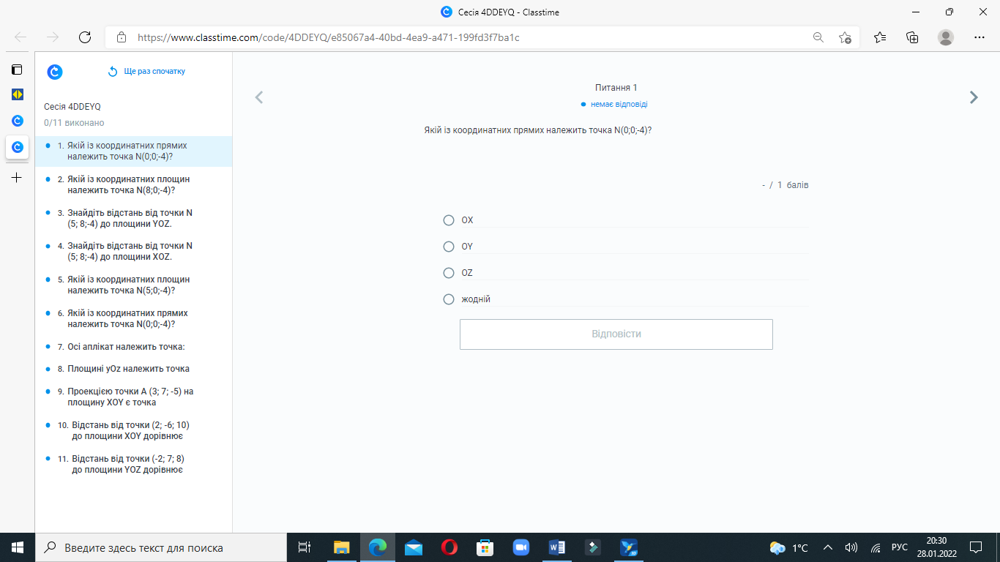 Сесія 4DDEYQ - Classtime
https://www.classtime.com/code/4DDEYQ/e85067a4-40bd-4ea9-a471-199fd3f7ba1c
Ще раз спочатку
Сесія 4DDEYQ
0/11 виконано
1. Якій із координатних прямих
належить точка N(0;0;-4)?
2. Якій із координатних площин
належить точка N(8;0;-4)?
3. Знайдіть відстань від точки N
(5; 8;-4) до площини YOZ.
4. Знайдіть відстань від точки N
(5; 8;-4) до площини XOZ.
5. Якій із координатних площин
належить точка N(5;0;-4)?
6. Якій із координатних прямих
належить точка N(0;0;-4)?
7. Осі аплікат належить точка:
8. Площині yOz належить точка
9. Проекцією точки А (3; 7; -5) на
площину XOY є точка
10. Відстань від точки (2; -6; 10)
до площини XOY дорівнює
11. Відстань від точки (-2; 7; 8)
до площини YOZ дорівнює
Питання 1
немає відповіді
Якій із координатних прямих належить точка N(0;0;-4)?
- / 1 балів
OX
OY
OZ
жодній
Відповісти
Введите здесь текст для поиска
1°C
РУС
20:30
28.01.2022